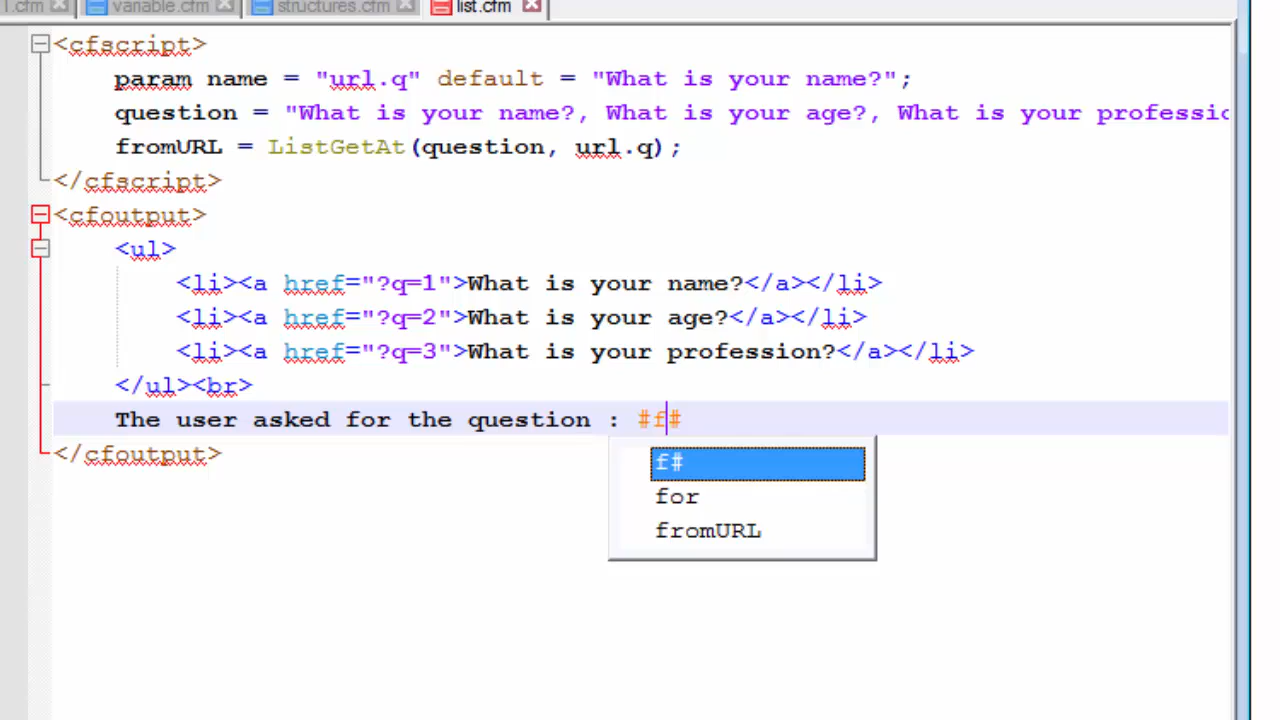 1.cfm variable.cfm structures.cfm list.cfm
<cfscript>
param name = "url.q" default = "What is your name?";
question = "What is your name?, What is your age?, What is your professic
fromURL = ListGetAt(question, url.q);
</cfscript>
<cfoutput>
<ul>
<li><a href="?q=1">What is your name?</a></li>
<li><a href="?q=2">What is your age?</a></li>
<li><a href="?q=3">What is your profession?</a></li>
</ul><br>
The user asked for the question : #f#
f#
for
fromURL
</cfoutput>